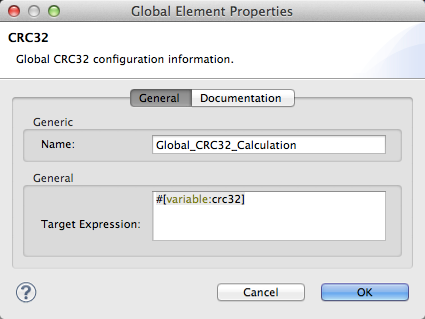 Global Element Properties
CRC32
Global CRC32 configuration information.
General Documentation
Generic
Name: Global_CRC32_Calculation
General
#[variable:crc32]
Target Expression:
? Cancel OK